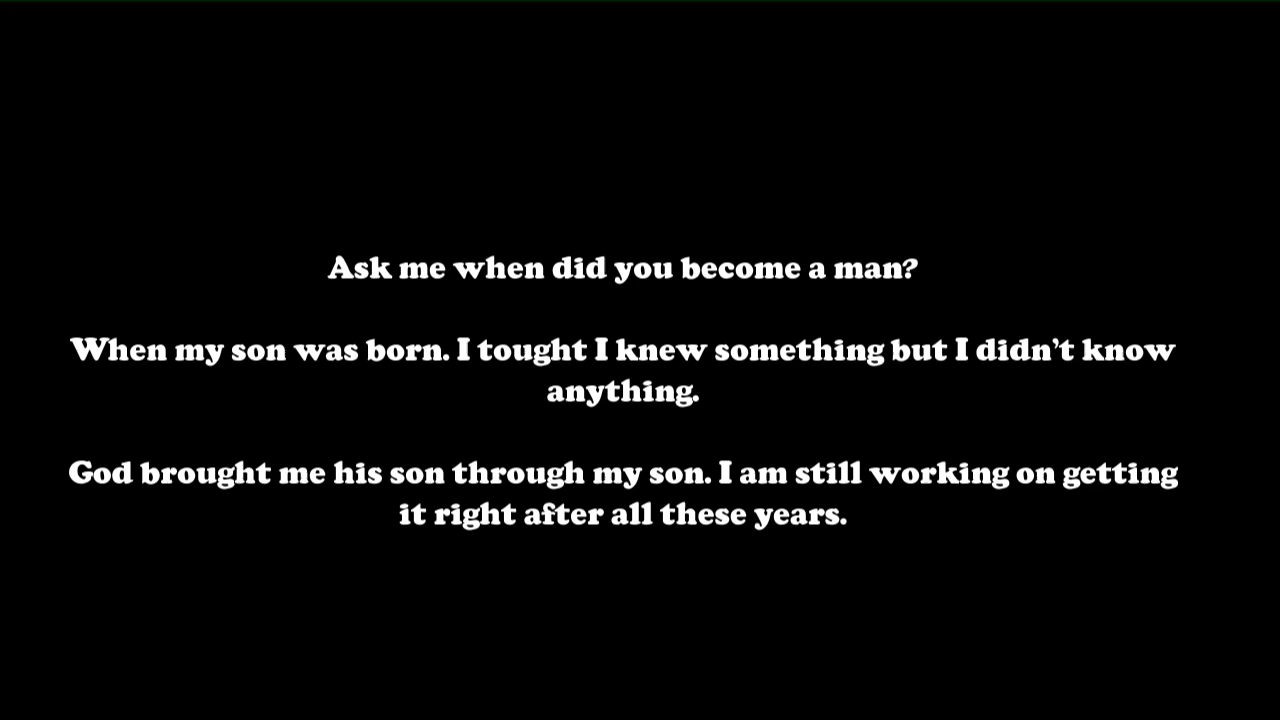 Ask me when did you become a man?
When my son was born. I tought I knew something but I didn’t know
anything.
God brought me his son through my son. I am still working on getting
it right after all these years.